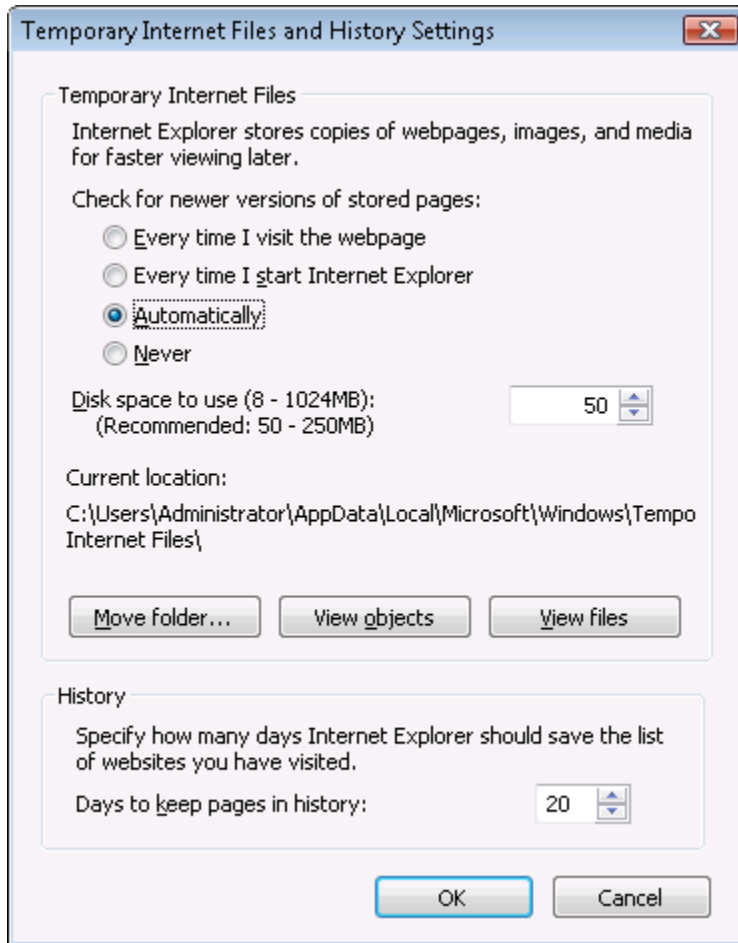 Temporary Internet Files and History Settings
Temporary Internet Files
Internet Explorer stores copies of webpages, images, and media
for faster viewing later.
Check for newer versions of stored pages:
Every time I visit the webpage
Every time I start Internet Explorer
Automatically
Never
Disk space to use (8 - 1024MB): 50
(Recommended: 50 - 250MB)
Current location:
C:\Users\Administrator\AppData\Local\Microsoft\Windows\Tempo
Internet Files\
Move folder... View objects View files
History
Specify how many days Internet Explorer should save the list
of websites you have visited.
Days to keep pages in history: 20
OK Cancel